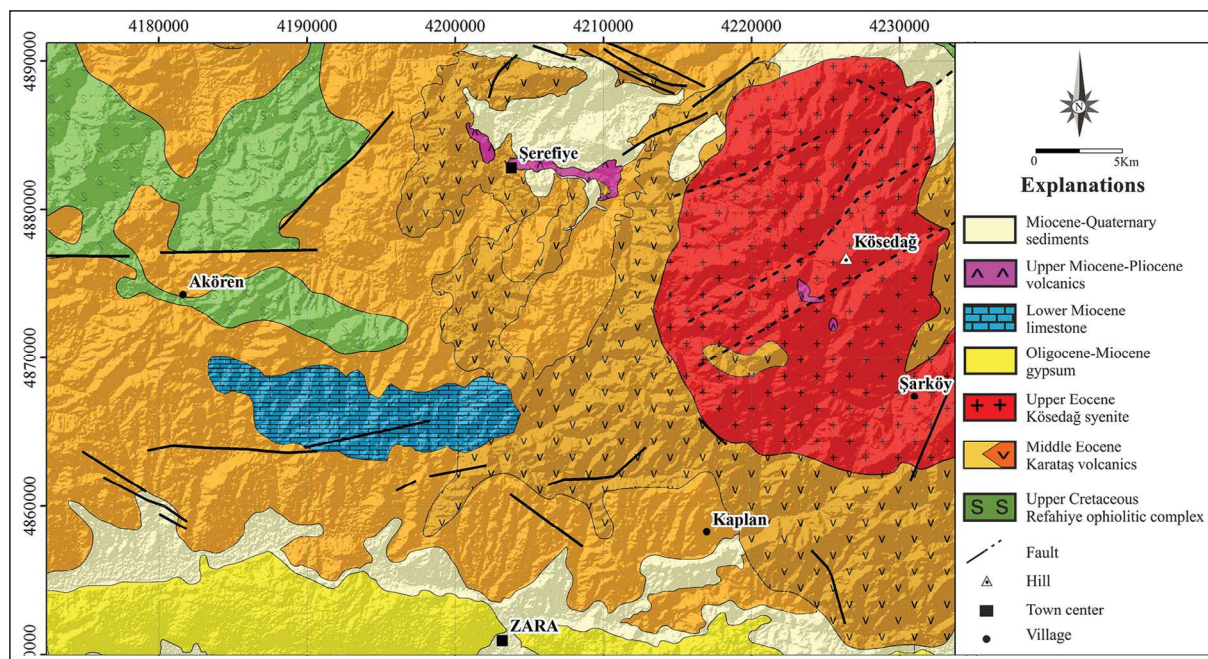 4180000 4190000 4200000 4210000 4220000 4230000
4890000
4880000
4870000
4860000
Şerefiye
Kösedağ
Akören
Şarköy
Kaplan
ZARA
N
0 5Km
Explanations
Miocene-Quaternary
sediments
Upper Miocene-Pliocene
volcanics
Lower Miocene
limestone
Oligocene-Miocene
gypsum
Upper Eocene
Kösedağ syenite
Middle Eocene
Karataş volcanics
Upper Cretaceous
Refahiye ophiolitic complex
Fault
Hill
Town center
Village